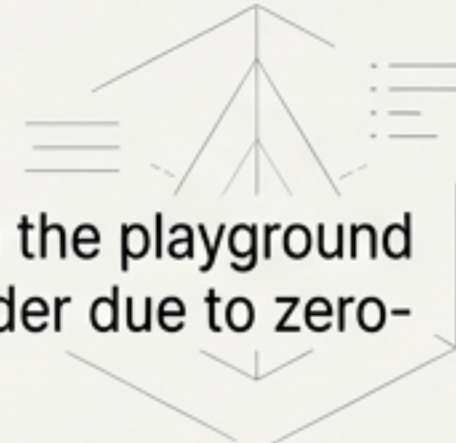 the playground
der due to zero-